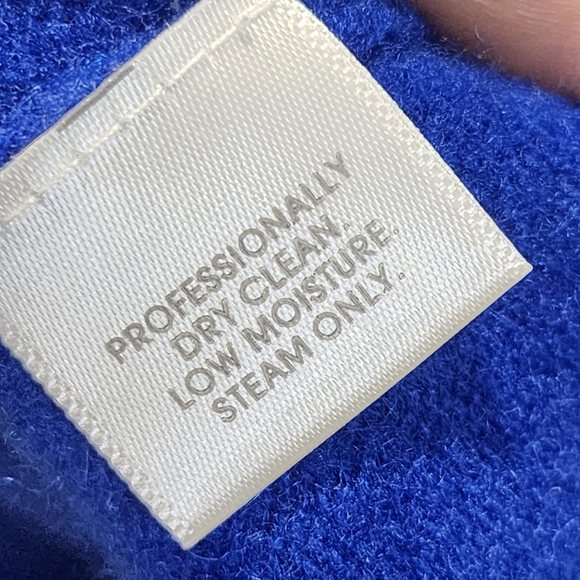 PROFESSIONALLY
DRY CLEAN.
LOW MOISTURE.
STEAM ONLY.